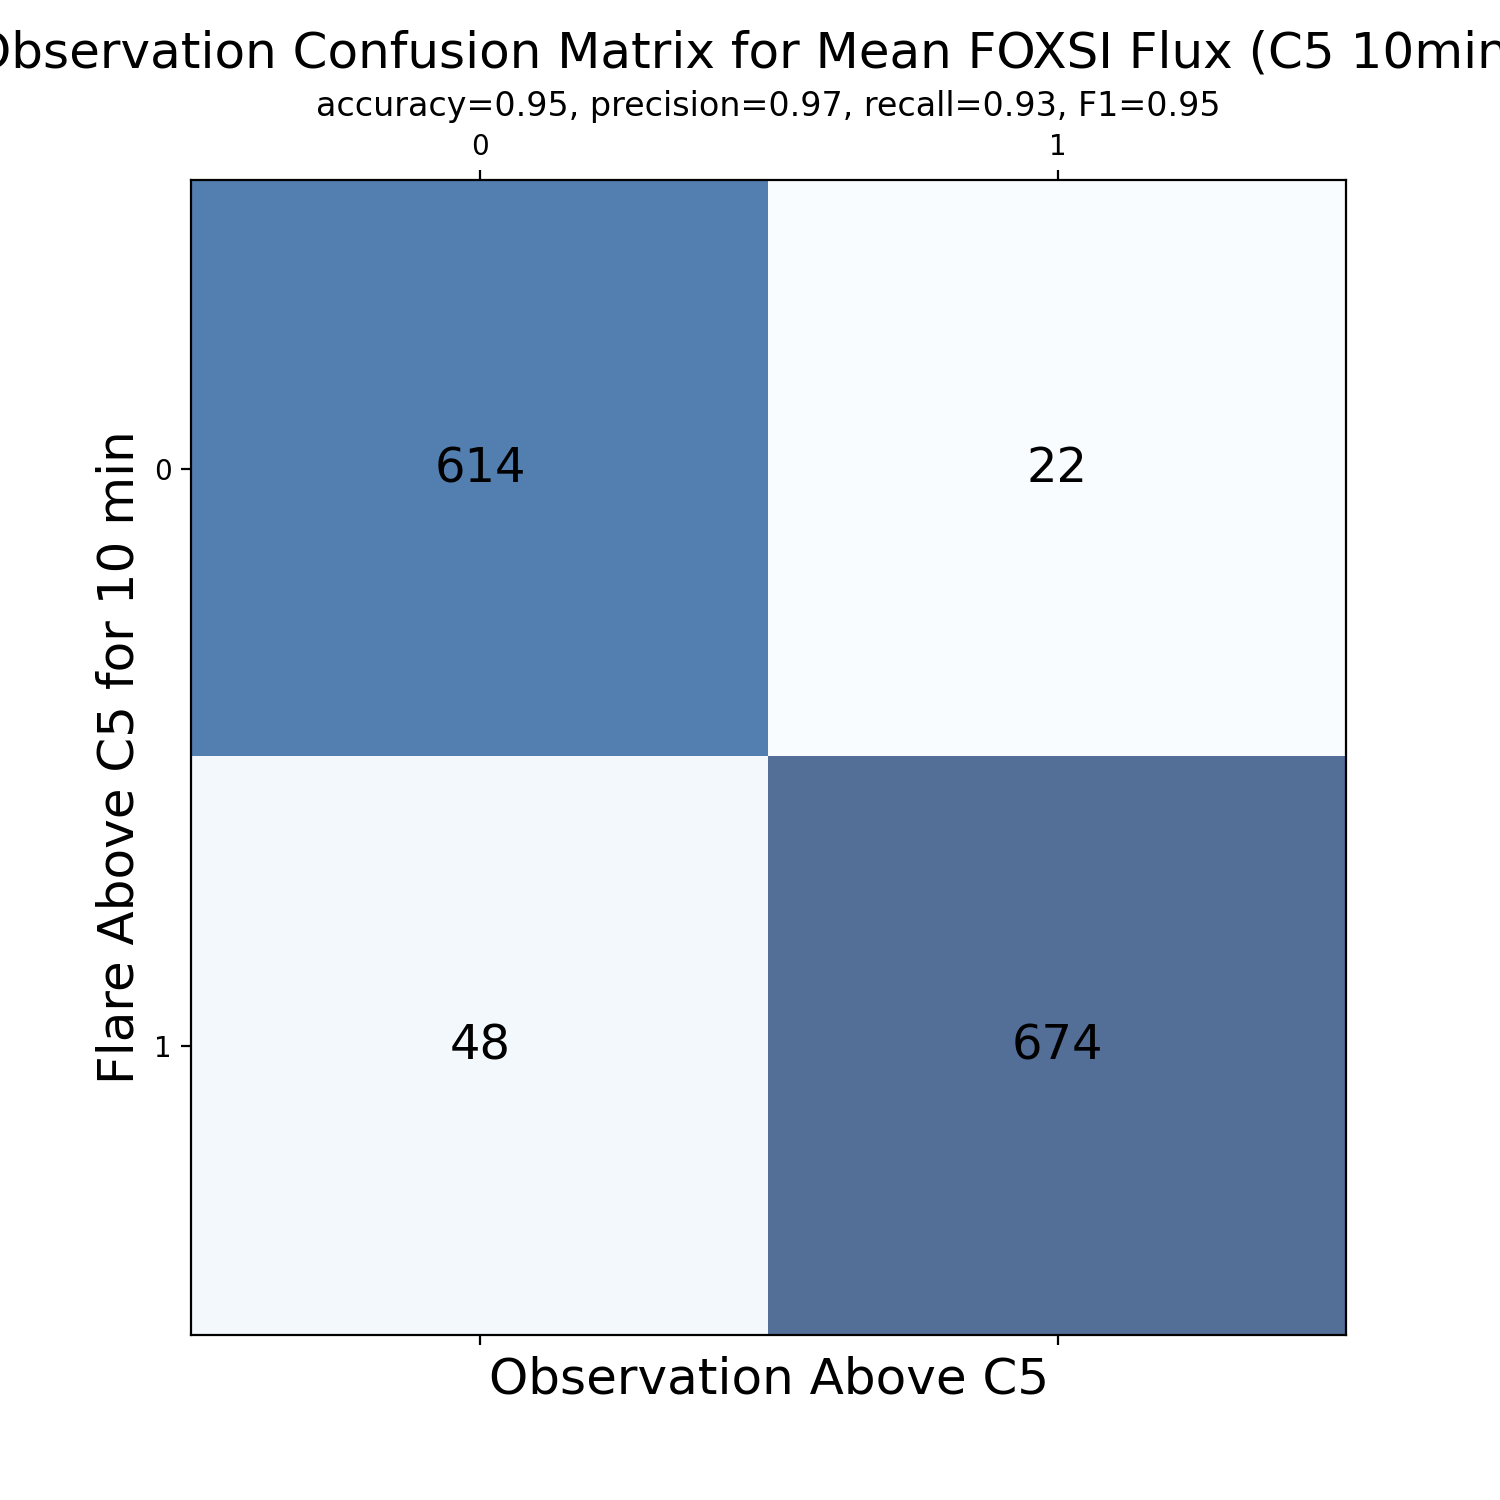 Observation Confusion Matrix for Mean FOXSI Flux (C5 10min
accuracy=0.95, precision=0.97, recall=0.93, F1=0.95
0 1
Flare Above C5 for 10 min
0
614 22
1
48 674
Observation Above C5